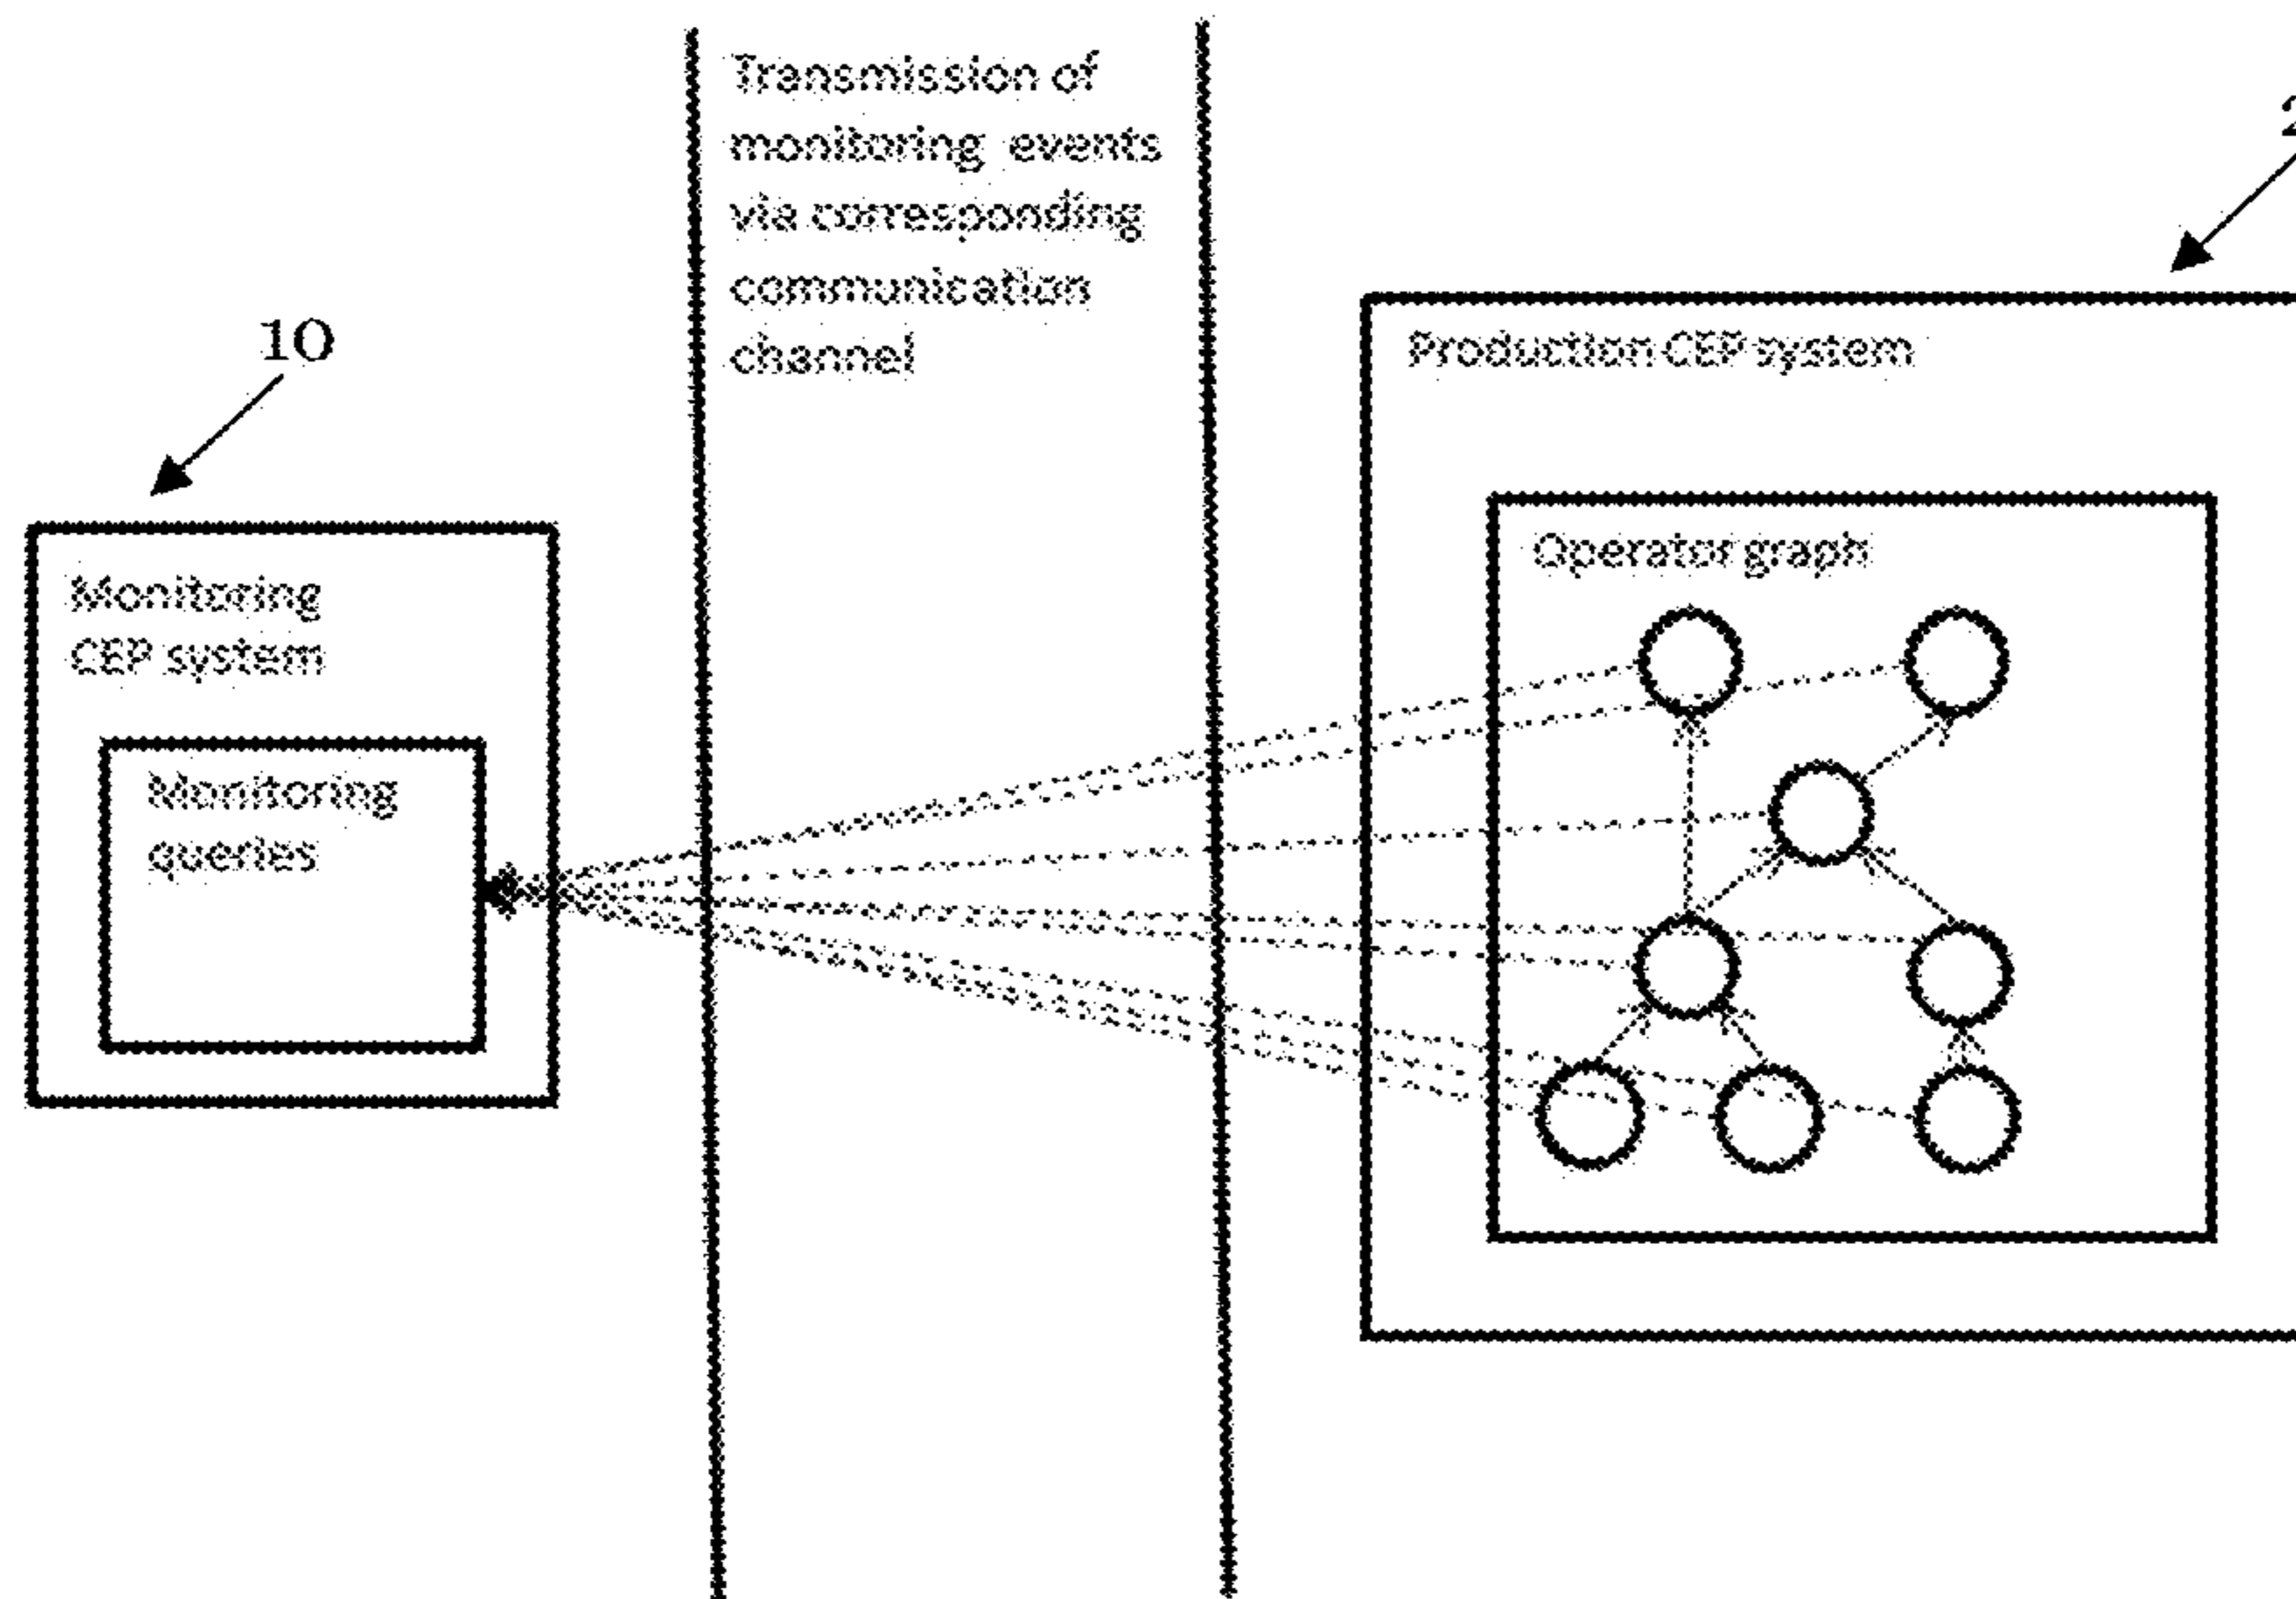 Transmission of
monitoring events
via corresponding
communication
channel
10
Monitoring
CEP system
Monitoring
queries
Production CEP system
Operator graph